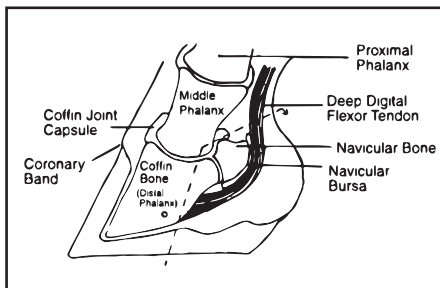 Proximal
Phalanx
Middle
Phalanx
Deep Digital
Flexor Tendon
Coffin Joint
Capsule
Navicular Bone
Coronary
Band
Coffin
Bone
(Distal
Phalanx)
Navicular
Bursa